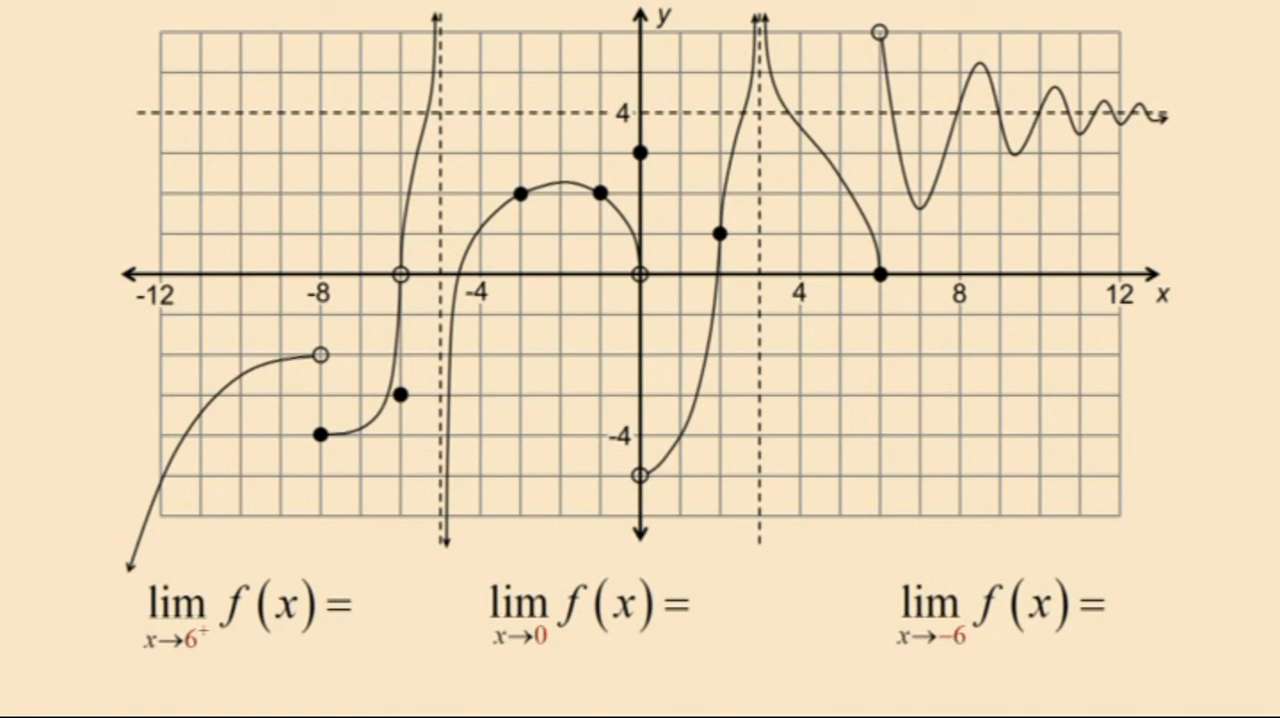 y
4
-12 -8 -4 4 8 12 x
-4
lim f(x)= lim f(x)= lim f(x)=
x→6⁺ x→0 x→−6